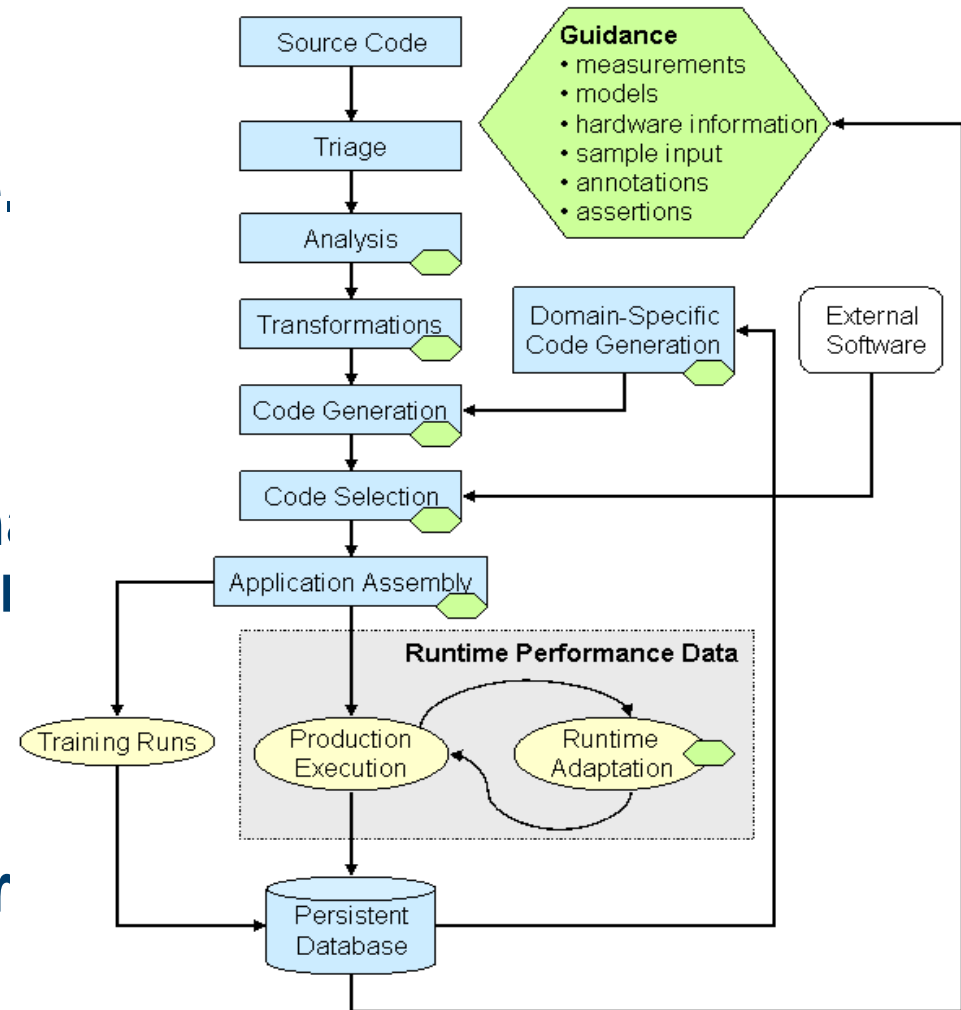 Source Code
Guidance
• measurements
• models
• hardware information
• sample input
• annotations
• assertions
Triage
Analysis
Transformations
Domain-Specific
Code Generation
External
Software
Code Generation
Code Selection
Application Assembly
Runtime Performance Data
Training Runs
Production
Execution
Runtime
Adaptation
Persistent
Database